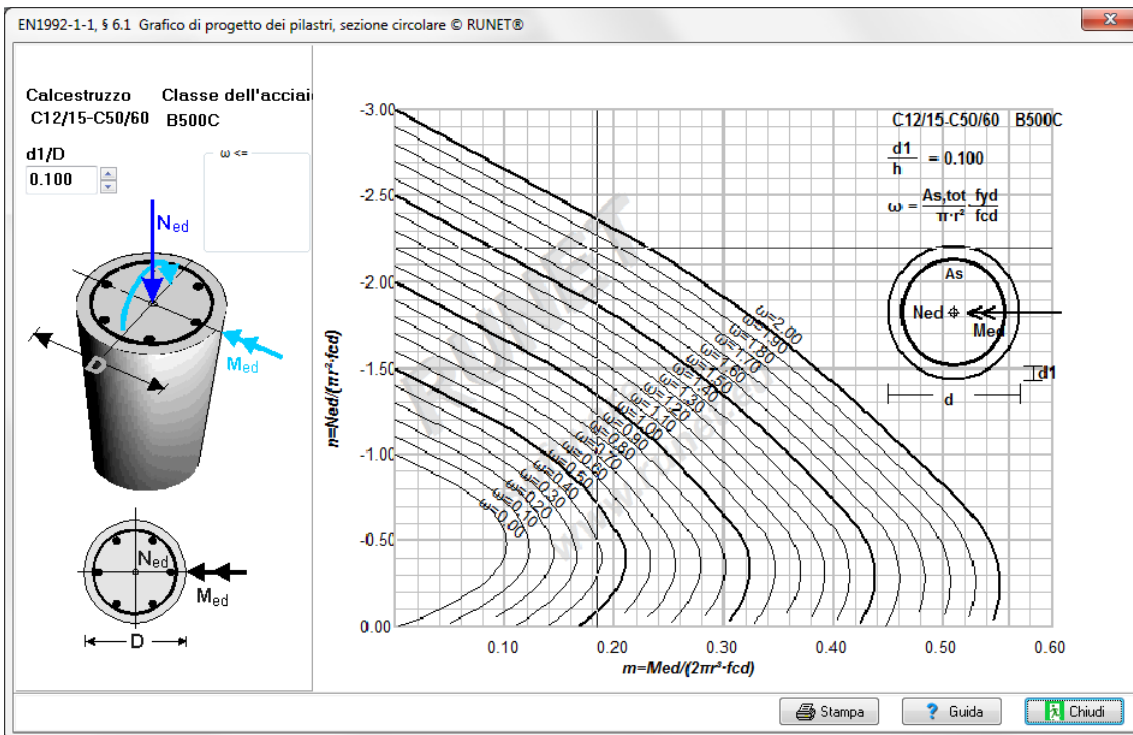 EN1992-1-1, § 6.1 Grafico di progetto dei pilastri, sezione circolare © RUNET®
Calcestruzzo Classe dell'acciai
C12/15-C50/60 B500C
d1/D
0.100
ω <=
Ned
Med
D
Ned
Med
D
-3.00
-2.50
-2.00
-1.50
-1.00
-0.50
0.00
0.10
0.20
0.30
0.40
0.50
0.60
n=Ned/(πr²·fcd)
m=Med/(2πr³·fcd)
C12/15-C50/60 B500C
d1/h = 0.100
ω = As,tot/π·r² · fyd/fcd
As
Ned
Med
d1
d
ω=2.00
ω=1.90
ω=1.80
ω=1.70
ω=1.60
ω=1.50
ω=1.40
ω=1.30
ω=1.20
ω=1.10
ω=1.00
ω=0.90
ω=0.80
ω=0.70
ω=0.60
ω=0.50
ω=0.40
ω=0.30
ω=0.20
ω=0.10
ω=0.00
RUNET
Stampa
? Guida
Chiudi